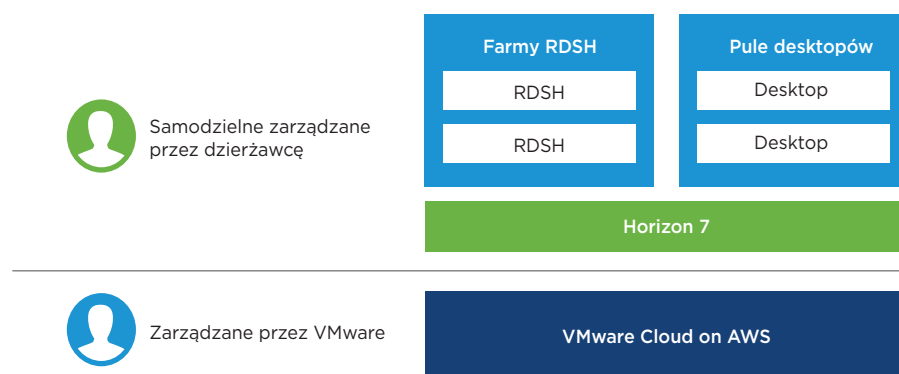 Farmy RDSH
RDSH
RDSH
Pule desktopów
Desktop
Desktop
Samodzielne zarządzane
przez dzierżawcę
Horizon 7
Zarządzane przez VMware
VMware Cloud on AWS